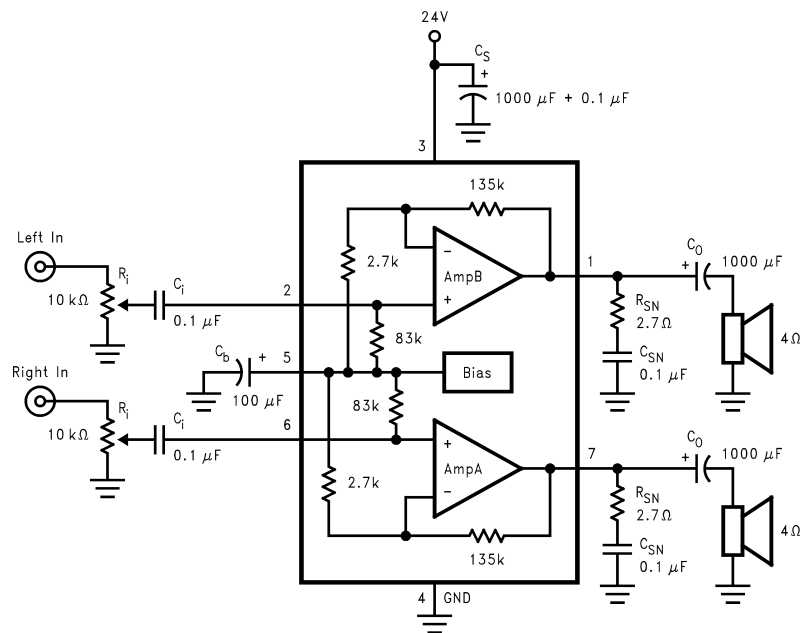 24V
C_S
+
1000 μF + 0.1 μF
3
135k
Left In
R_i
C_i
10 kΩ
0.1 μF
2
2.7k
−
AmpB
+
1
C_O
+
1000 μF
R_SN
2.7 Ω
4Ω
83k
C_SN
0.1 μF
C_b
+
5
100 μF
Bias
Right In
R_i
C_i
10 kΩ
0.1 μF
6
83k
+
AmpA
−
7
C_O
+
1000 μF
2.7k
R_SN
2.7 Ω
4Ω
135k
C_SN
0.1 μF
4
GND